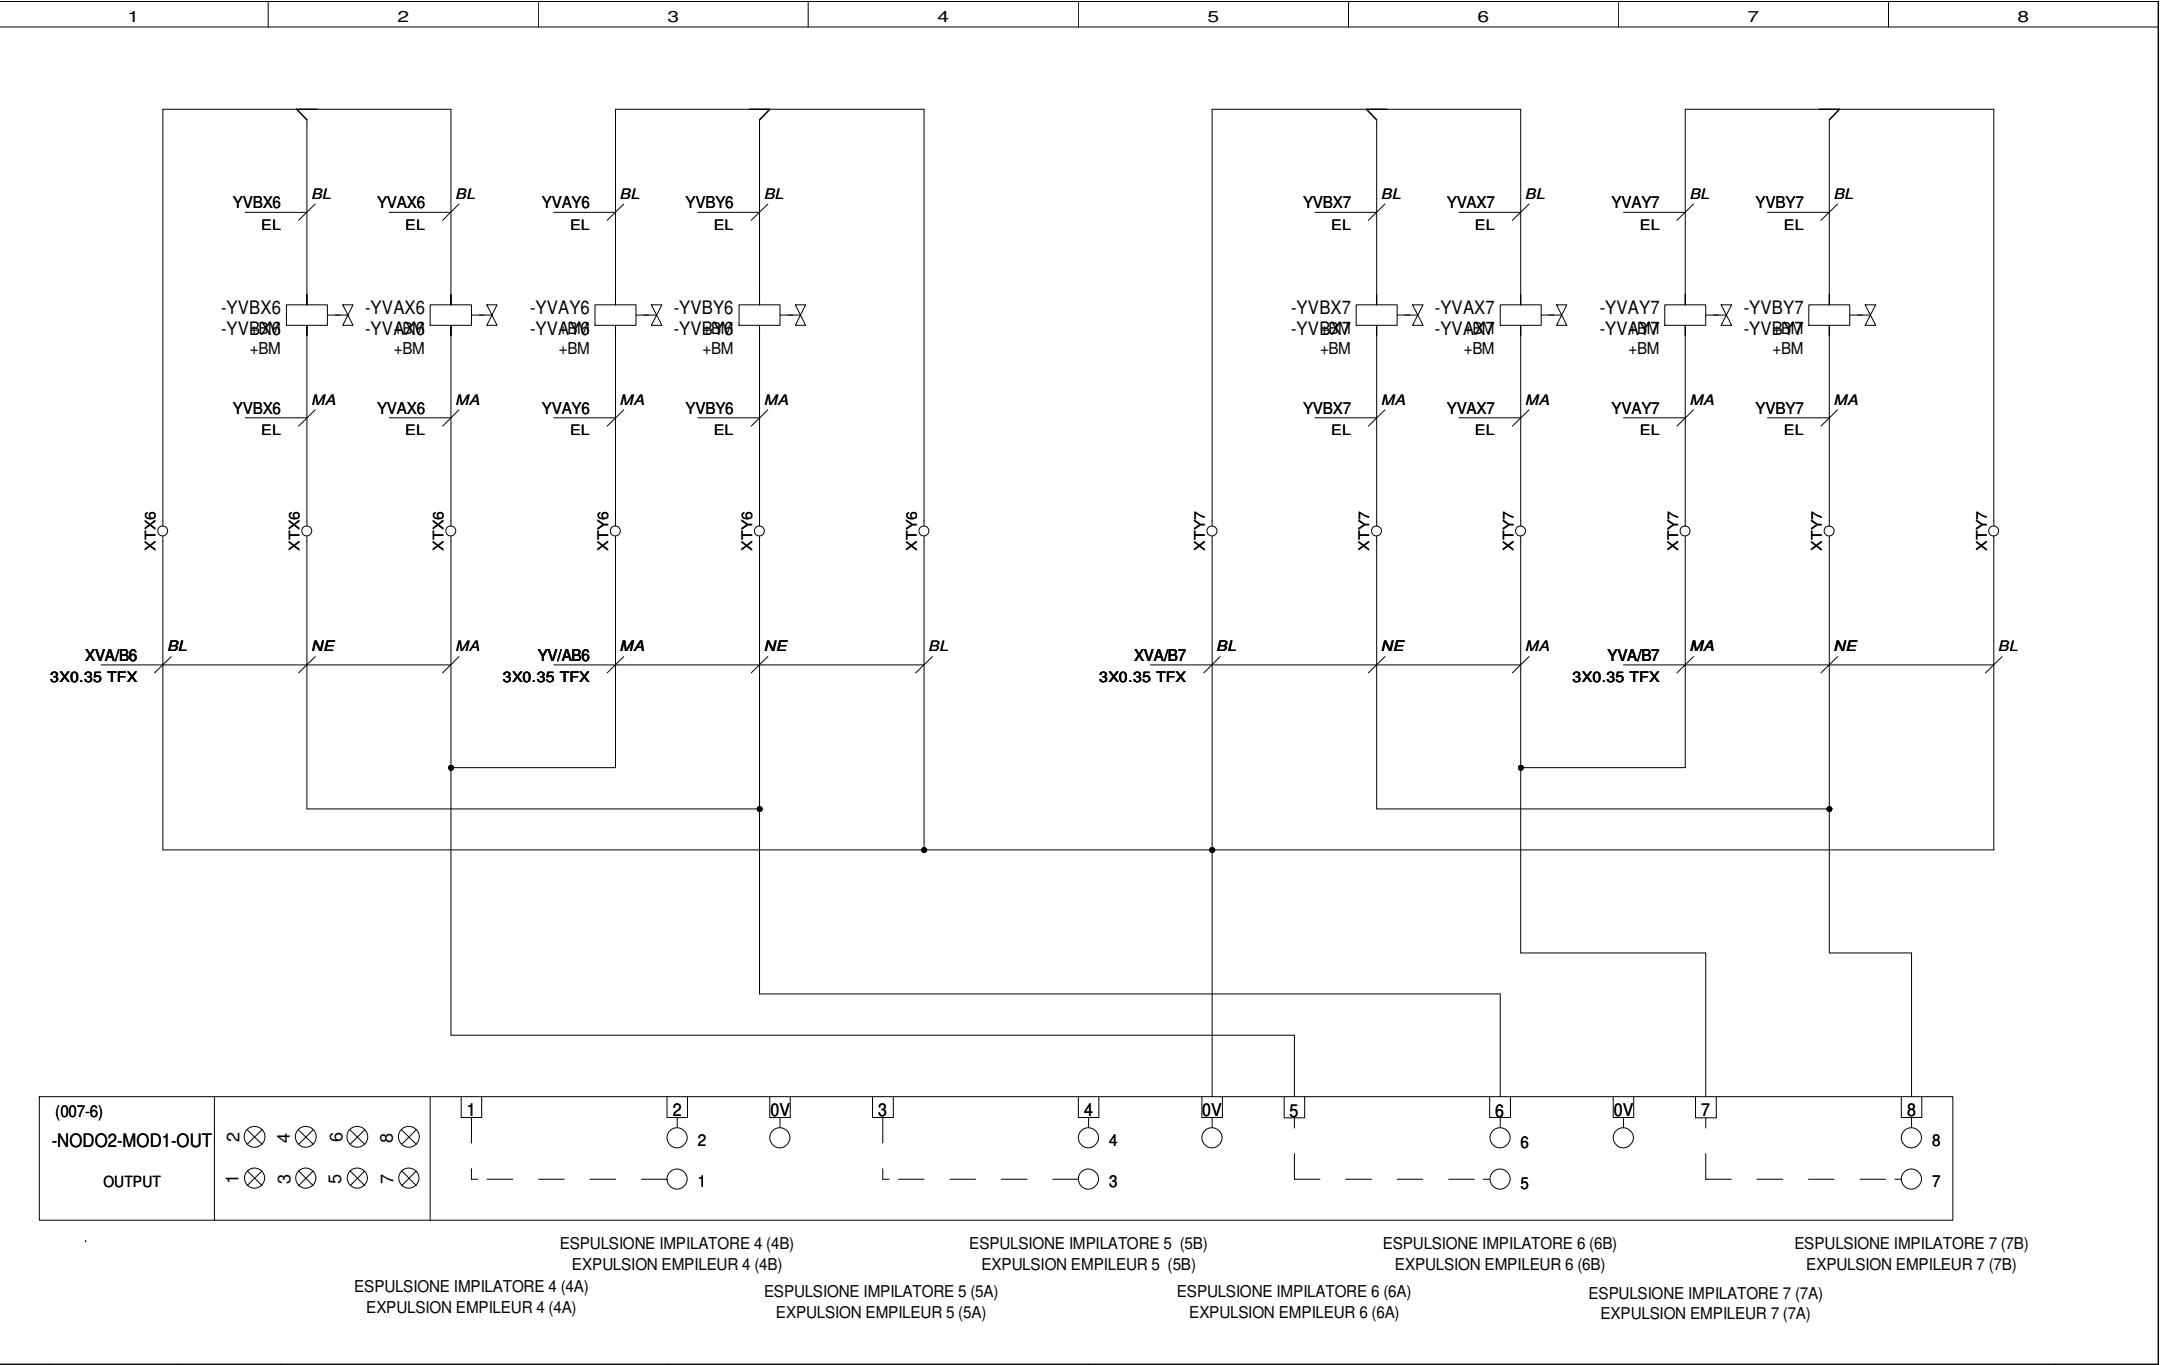 1 2 3 4 5 6 7 8
BL BL BL BL BL BL BL BL
YVBX6 YVAX6 YVAY6 YVBY6 YVBX7 YVAX7 YVAY7 YVBY7
EL EL EL EL EL EL EL EL
-YVBX6 -YVAX6 -YVAY6 -YVBY6 -YVBX7 -YVAX7 -YVAY7 -YVBY7
+BM +BM +BM +BM +BM +BM +BM +BM
MA MA MA MA MA MA MA MA
YVBX6 YVAX6 YVAY6 YVBY6 YVBX7 YVAX7 YVAY7 YVBY7
EL EL EL EL EL EL EL EL
XTX6 XTX6 XTX6 XTY6 XTY6 XTY6 XTY7 XTY7 XTY7 XTY7 XTY7 XTY7
BL NE MA MA NE BL BL NE MA MA NE BL
XVA/B6 YV/AB6 XVA/B7 YVA/B7
3X0.35 TFX 3X0.35 TFX 3X0.35 TFX 3X0.35 TFX
(007-6) 1 2 0V 3 4 0V 5 6 0V 7 8
-NODO2-MOD1-OUT 2 4 6 8 2 4 6 8
OUTPUT 1 3 5 7 1 3 5 7
ESPULSIONE IMPILATORE 4 (4B) ESPULSIONE IMPILATORE 5 (5B) ESPULSIONE IMPILATORE 6 (6B) ESPULSIONE IMPILATORE 7 (7B)
EXPULSION EMPILEUR 4 (4B) EXPULSION EMPILEUR 5 (5B) EXPULSION EMPILEUR 6 (6B) EXPULSION EMPILEUR 7 (7B)
ESPULSIONE IMPILATORE 4 (4A) ESPULSIONE IMPILATORE 5 (5A) ESPULSIONE IMPILATORE 6 (6A) ESPULSIONE IMPILATORE 7 (7A)
EXPULSION EMPILEUR 4 (4A) EXPULSION EMPILEUR 5 (5A) EXPULSION EMPILEUR 6 (6A) EXPULSION EMPILEUR 7 (7A)